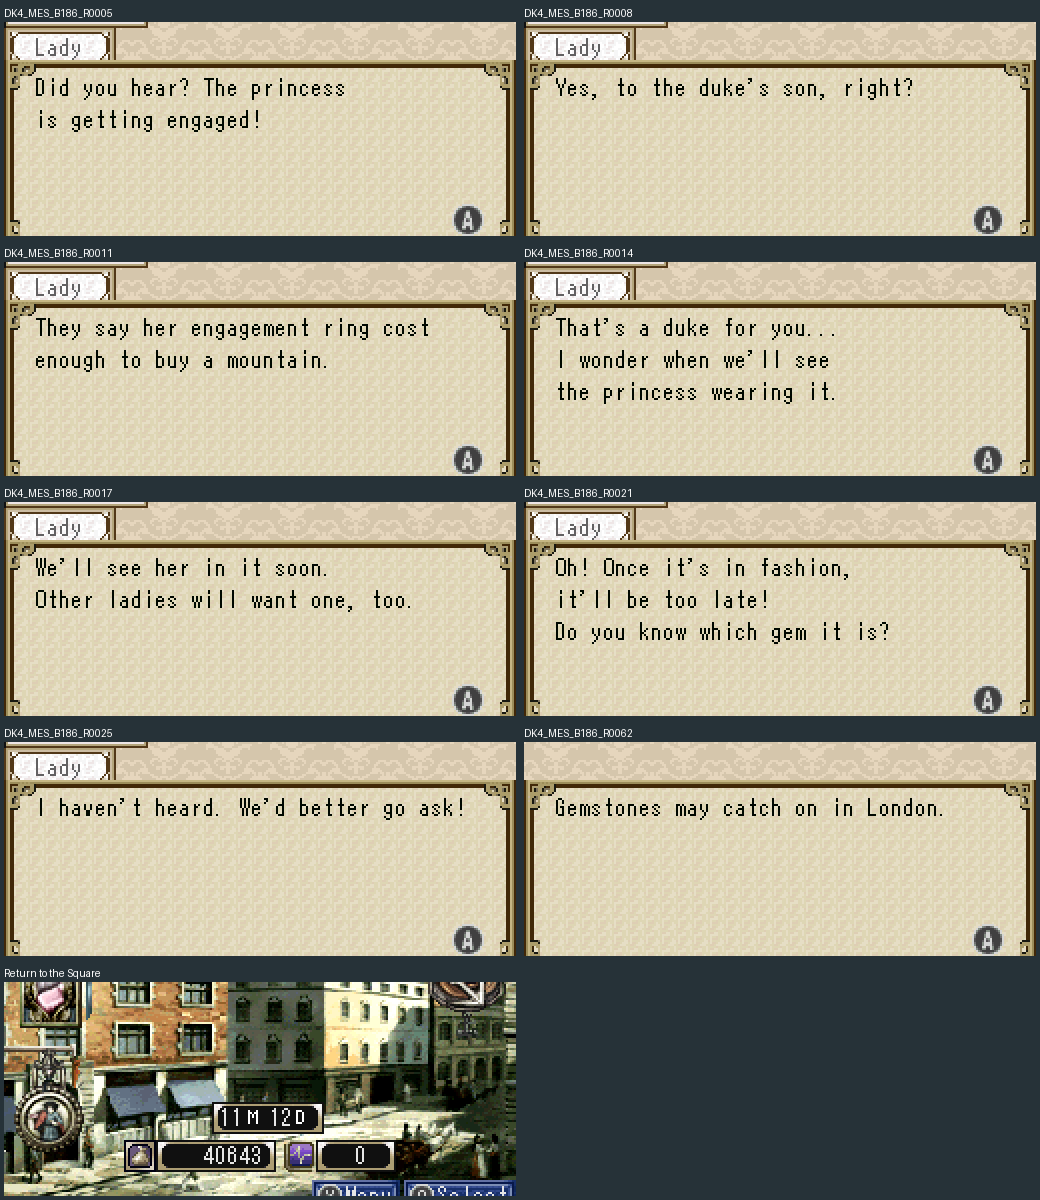 DK4_MES_B186_R0005
Lady
Did you hear? The princess
is getting engaged!
A
DK4_MES_B186_R0008
Lady
Yes, to the duke's son, right?
A
DK4_MES_B186_R0011
Lady
They say her engagement ring cost
enough to buy a mountain.
A
DK4_MES_B186_R0014
Lady
That's a duke for you...
I wonder when we'll see
the princess wearing it.
A
DK4_MES_B186_R0017
Lady
We'll see her in it soon.
Other ladies will want one, too.
A
DK4_MES_B186_R0021
Lady
Oh! Once it's in fashion,
it'll be too late!
Do you know which gem it is?
A
DK4_MES_B186_R0025
Lady
I haven't heard. We'd better go ask!
A
DK4_MES_B186_R0062
Gemstones may catch on in London.
A
Return to the Square
11 M 12 D
40643
0
Menu
Select